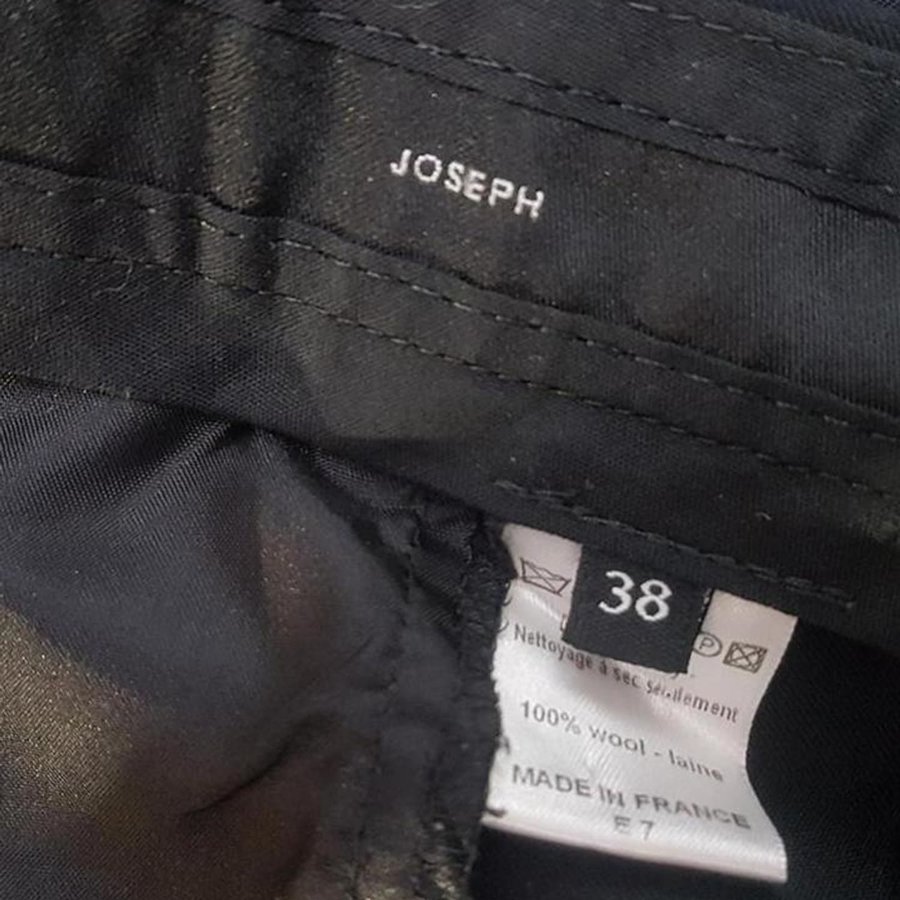 JOSEPH
38
P
Nettoyage à sec seulement
100% wool - laine
MADE IN FRANCE
E7